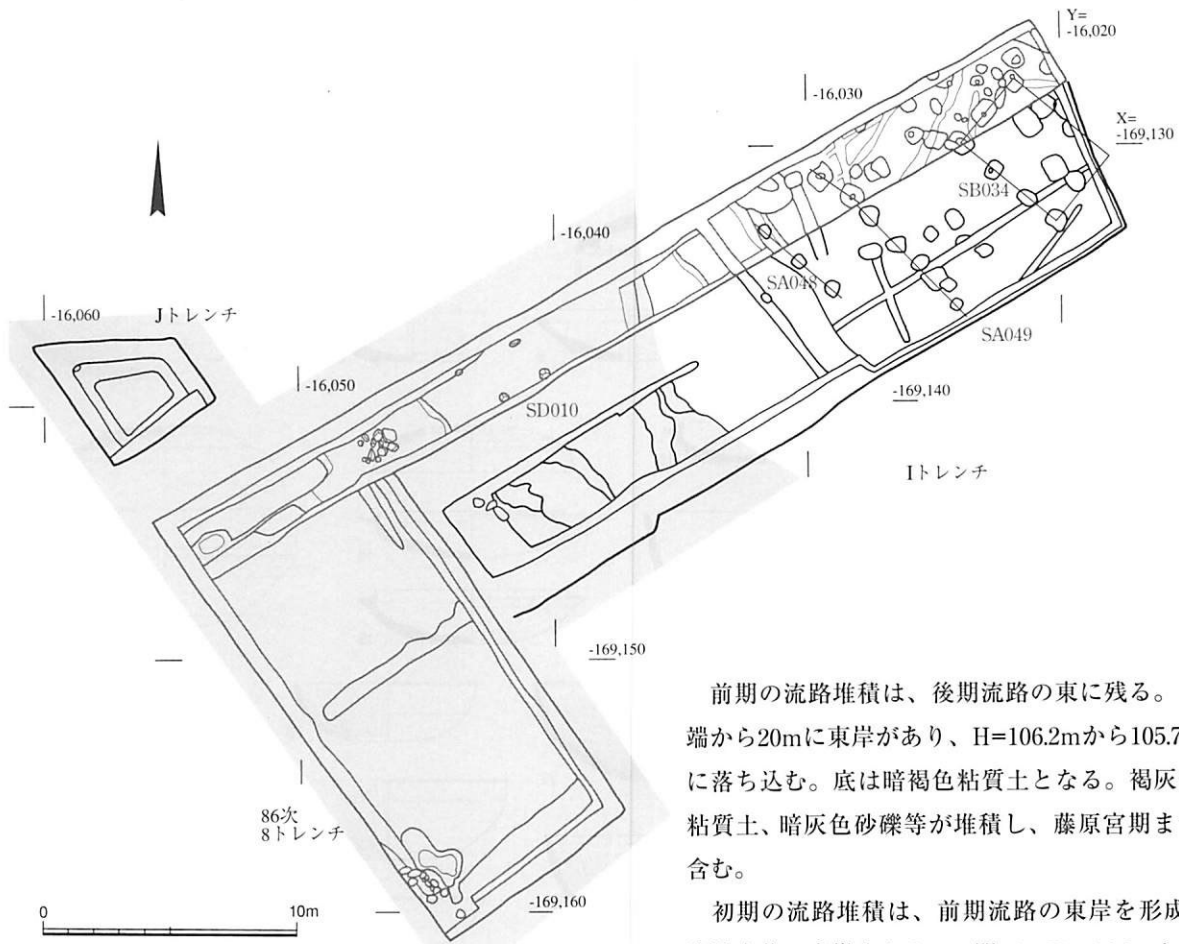 Y=
-16,020
-16,030
X=
-169,130
SB034
-16,040
SA048
-16,060
Jトレンチ
SA049
-16,050
-169,140
SD010
Iトレンチ
-169,150
前期の流路堆積は、後期流路の東に残る。
端から20mに東岸があり、H=106.2mから105.7
に落ち込む。底は暗褐色粘質土となる。褐灰
粘質土、暗灰色砂礫等が堆積し、藤原宮期ま
含む。
86次
8トレンチ
-169,160
0
10m
初期の流路堆積は、前期流路の東岸を形成